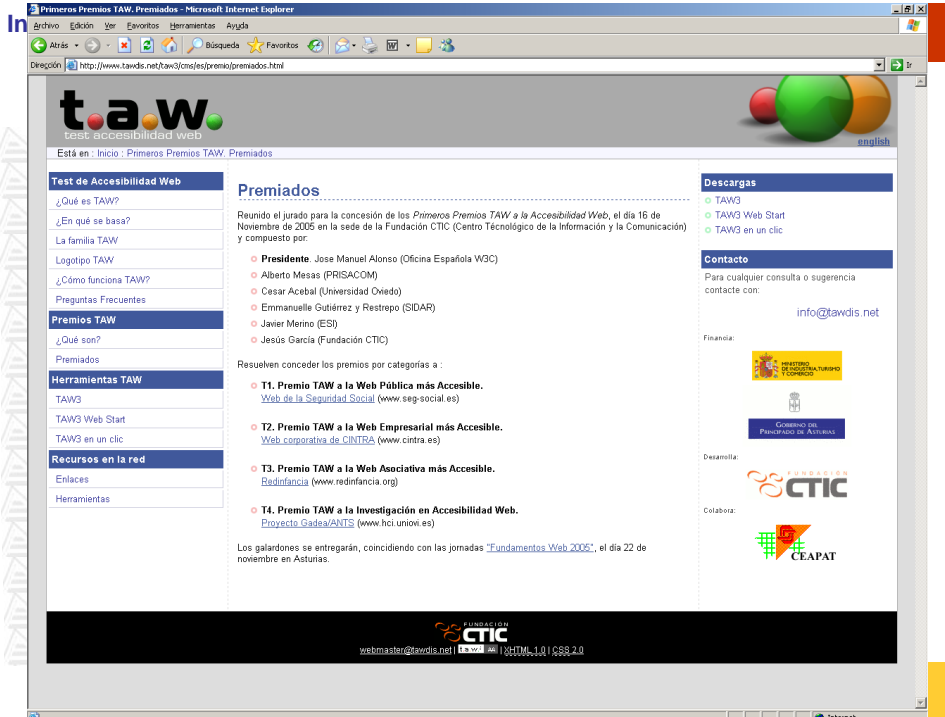 In
Primeros Premios TAW. Premiados - Microsoft Internet Explorer
Archivo Edición Ver Favoritos Herramientas Ayuda
Atrás Búsqueda Favoritos
Dirección http://www.tawdis.net/taw3/cms/es/premio/premiados.html Ir
t.a.w.
test accesibilidad web
english
Está en : Inicio : Primeros Premios TAW. Premiados
Test de Accesibilidad Web
¿Qué es TAW?
¿En qué se basa?
La familia TAW
Logotipo TAW
¿Cómo funciona TAW?
Preguntas Frecuentes
Premios TAW
¿Qué son?
Premiados
Herramientas TAW
TAW3
TAW3 Web Start
TAW3 en un clic
Recursos en la red
Enlaces
Herramientas
Premiados
Reunido el jurado para la concesión de los Primeros Premios TAW a la Accesibilidad Web, el día 16 de
Noviembre de 2005 en la sede de la Fundación CTIC (Centro Técnológico de la Información y la Comunicación)
y compuesto por:
Presidente. Jose Manuel Alonso (Oficina Española W3C)
Alberto Mesas (PRISACOM)
Cesar Acebal (Universidad Oviedo)
Emmanuelle Gutiérrez y Restrepo (SIDAR)
Javier Merino (ESI)
Jesús García (Fundación CTIC)
Resuelven conceder los premios por categorías a :
T1. Premio TAW a la Web Pública más Accesible.
Web de la Seguridad Social (www.seg-social.es)
T2. Premio TAW a la Web Empresarial más Accesible.
Web corporativa de CINTRA (www.cintra.es)
T3. Premio TAW a la Web Asociativa más Accesible.
Redinfancia (www.redinfancia.org)
T4. Premio TAW a la Investigación en Accesibilidad Web.
Proyecto Gadea/ANTS (www.hci.uniovi.es)
Los galardones se entregarán, coincidiendo con las jornadas "Fundamentos Web 2005", el día 22 de
noviembre en Asturias.
Descargas
TAW3
TAW3 Web Start
TAW3 en un clic
Contacto
Para cualquier consulta o sugerencia
contacte con:
info@tawdis.net
Financia:
MINISTERIO
DE INDUSTRIA, TURISMO
Y COMERCIO
GOBIERNO DEL
PRINCIPADO DE ASTURIAS
Desarrolla:
FUNDACIÓN
CTIC
Colabora:
CEAPAT
FUNDACIÓN
CTIC
webmaster@tawdis.net | t.a.w. AA | XHTML 1.0 | CSS 2.0
Internet